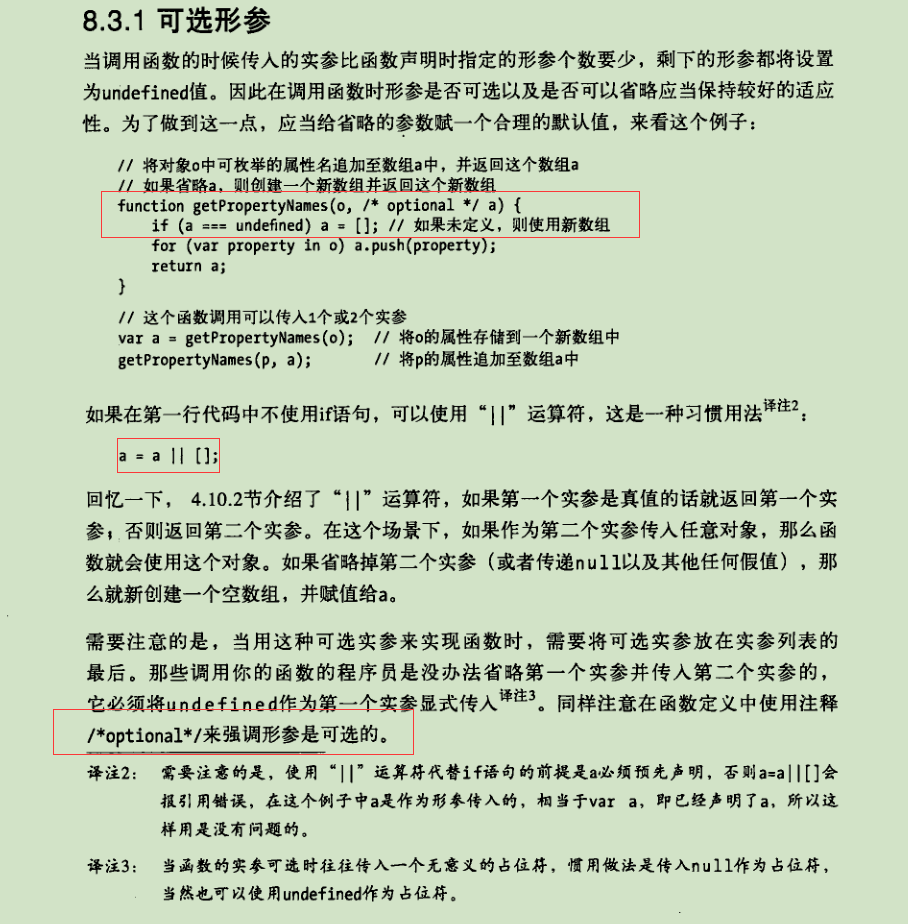 8.3.1 可选形参
当调用函数的时候传入的实参比函数声明时指定的形参个数要少，剩下的形参都将设置
为undefined值。因此在调用函数时形参是否可选以及是否可以省略应当保持较好的适应
性。为了做到这一点，应当给省略的参数赋一个合理的默认值，来看这个例子：
// 将对象o中可枚举的属性名追加至数组a中，并返回这个数组a
// 如果省略a，则创建一个新数组并返回这个新数组
function getPropertyNames(o, /* optional */ a) {
if (a === undefined) a = []; // 如果未定义，则使用新数组
for (var property in o) a.push(property);
return a;
}
// 这个函数调用可以传入1个或2个实参
var a = getPropertyNames(o); // 将o的属性存储到一个新数组中
getPropertyNames(p, a); // 将p的属性追加至数组a中
如果在第一行代码中不使用if语句，可以使用“||”运算符，这是一种习惯用法译注2：
a = a || [];
回忆一下， 4.10.2节介绍了“||”运算符，如果第一个实参是真值的话就返回第一个实
参；否则返回第二个实参。在这个场景下，如果作为第二个实参传入任意对象，那么函
数就会使用这个对象。如果省略掉第二个实参（或者传递null以及其他任何假值），那
么就新创建一个空数组，并赋值给a。
需要注意的是，当用这种可选实参来实现函数时，需要将可选实参放在实参列表的
最后。那些调用你的函数的程序员是没办法省略第一个实参并传入第二个实参的，
它必须将undefined作为第一个实参显式传入译注3。同样注意在函数定义中使用注释
/*optional*/来强调形参是可选的。
译注2： 需要注意的是，使用“||”运算符代替if语句的前提是a必须预先声明，否则a=a||[]会
报引用错误，在这个例子中a是作为形参传入的，相当于var a，即已经声明了a，所以这
样用是没有问题的。
译注3： 当函数的实参可选时往往传入一个无意义的占位符，惯用做法是传入null作为占位符，
当然也可以使用undefined作为占位符。